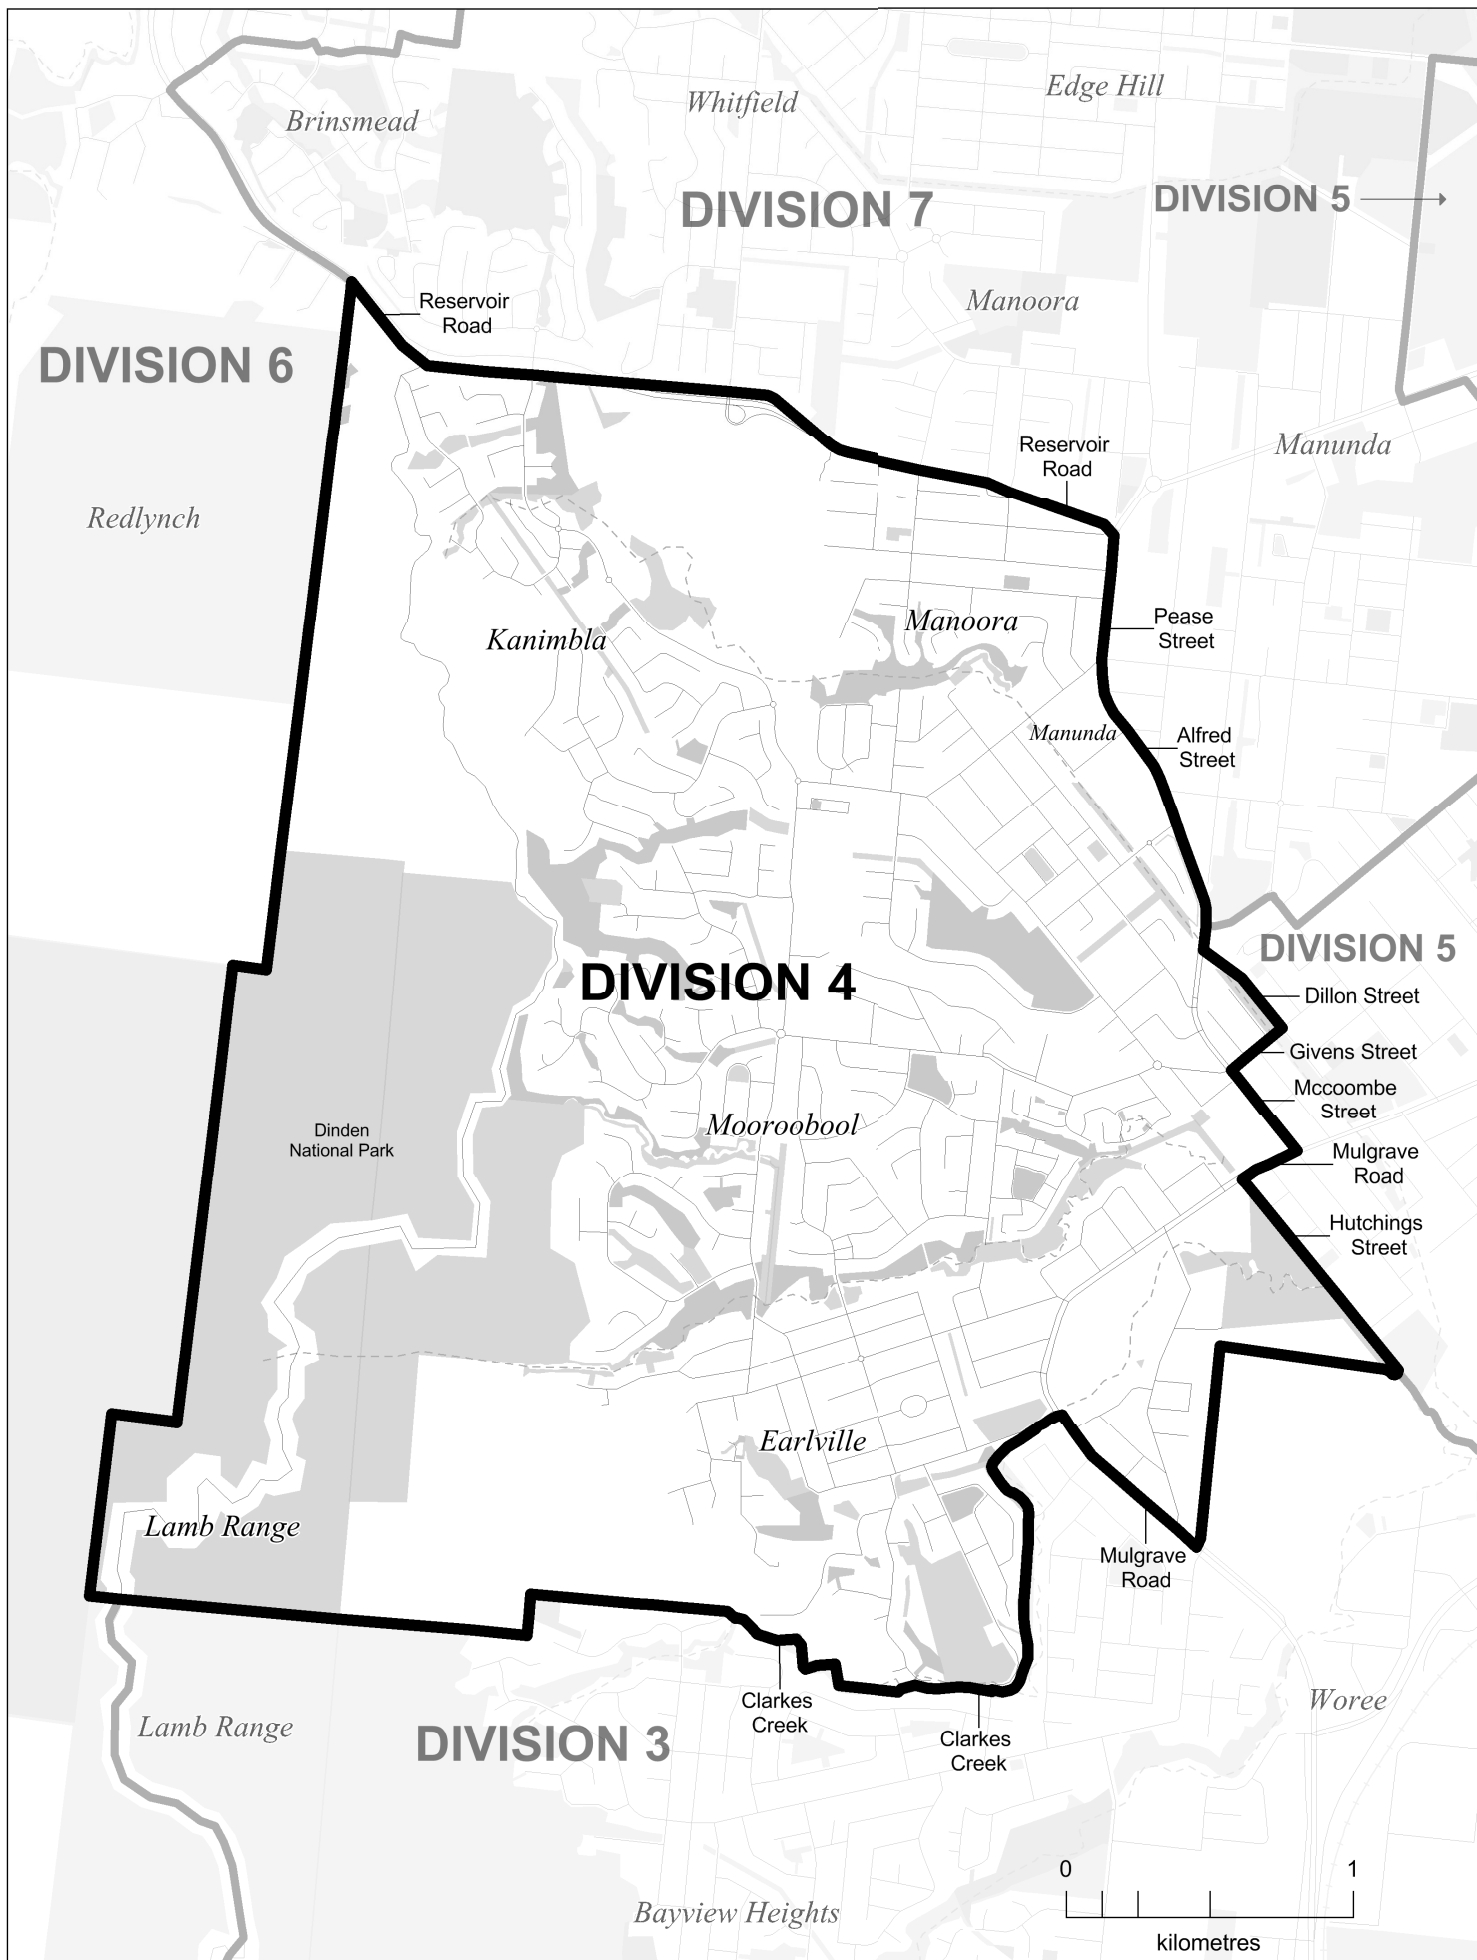 Edge Hill
Whitfield
Brinsmead
DIVISION 7
DIVISION 5
Manoora
Reservoir
Road
DIVISION 6
Reservoir
Road
Manunda
Redlynch
Kanimbla
Manoora
Pease
Street
Manunda
Alfred
Street
DIVISION 5
DIVISION 4
Dillon Street
Givens Street
Mccoombe
Street
Mooroobool
Dinden
National Park
Mulgrave
Road
Hutchings
Street
Earlville
Lamb Range
Mulgrave
Road
Clarkes
Creek
Woree
Lamb Range
DIVISION 3
Clarkes
Creek
0 1
kilometres
Bayview Heights